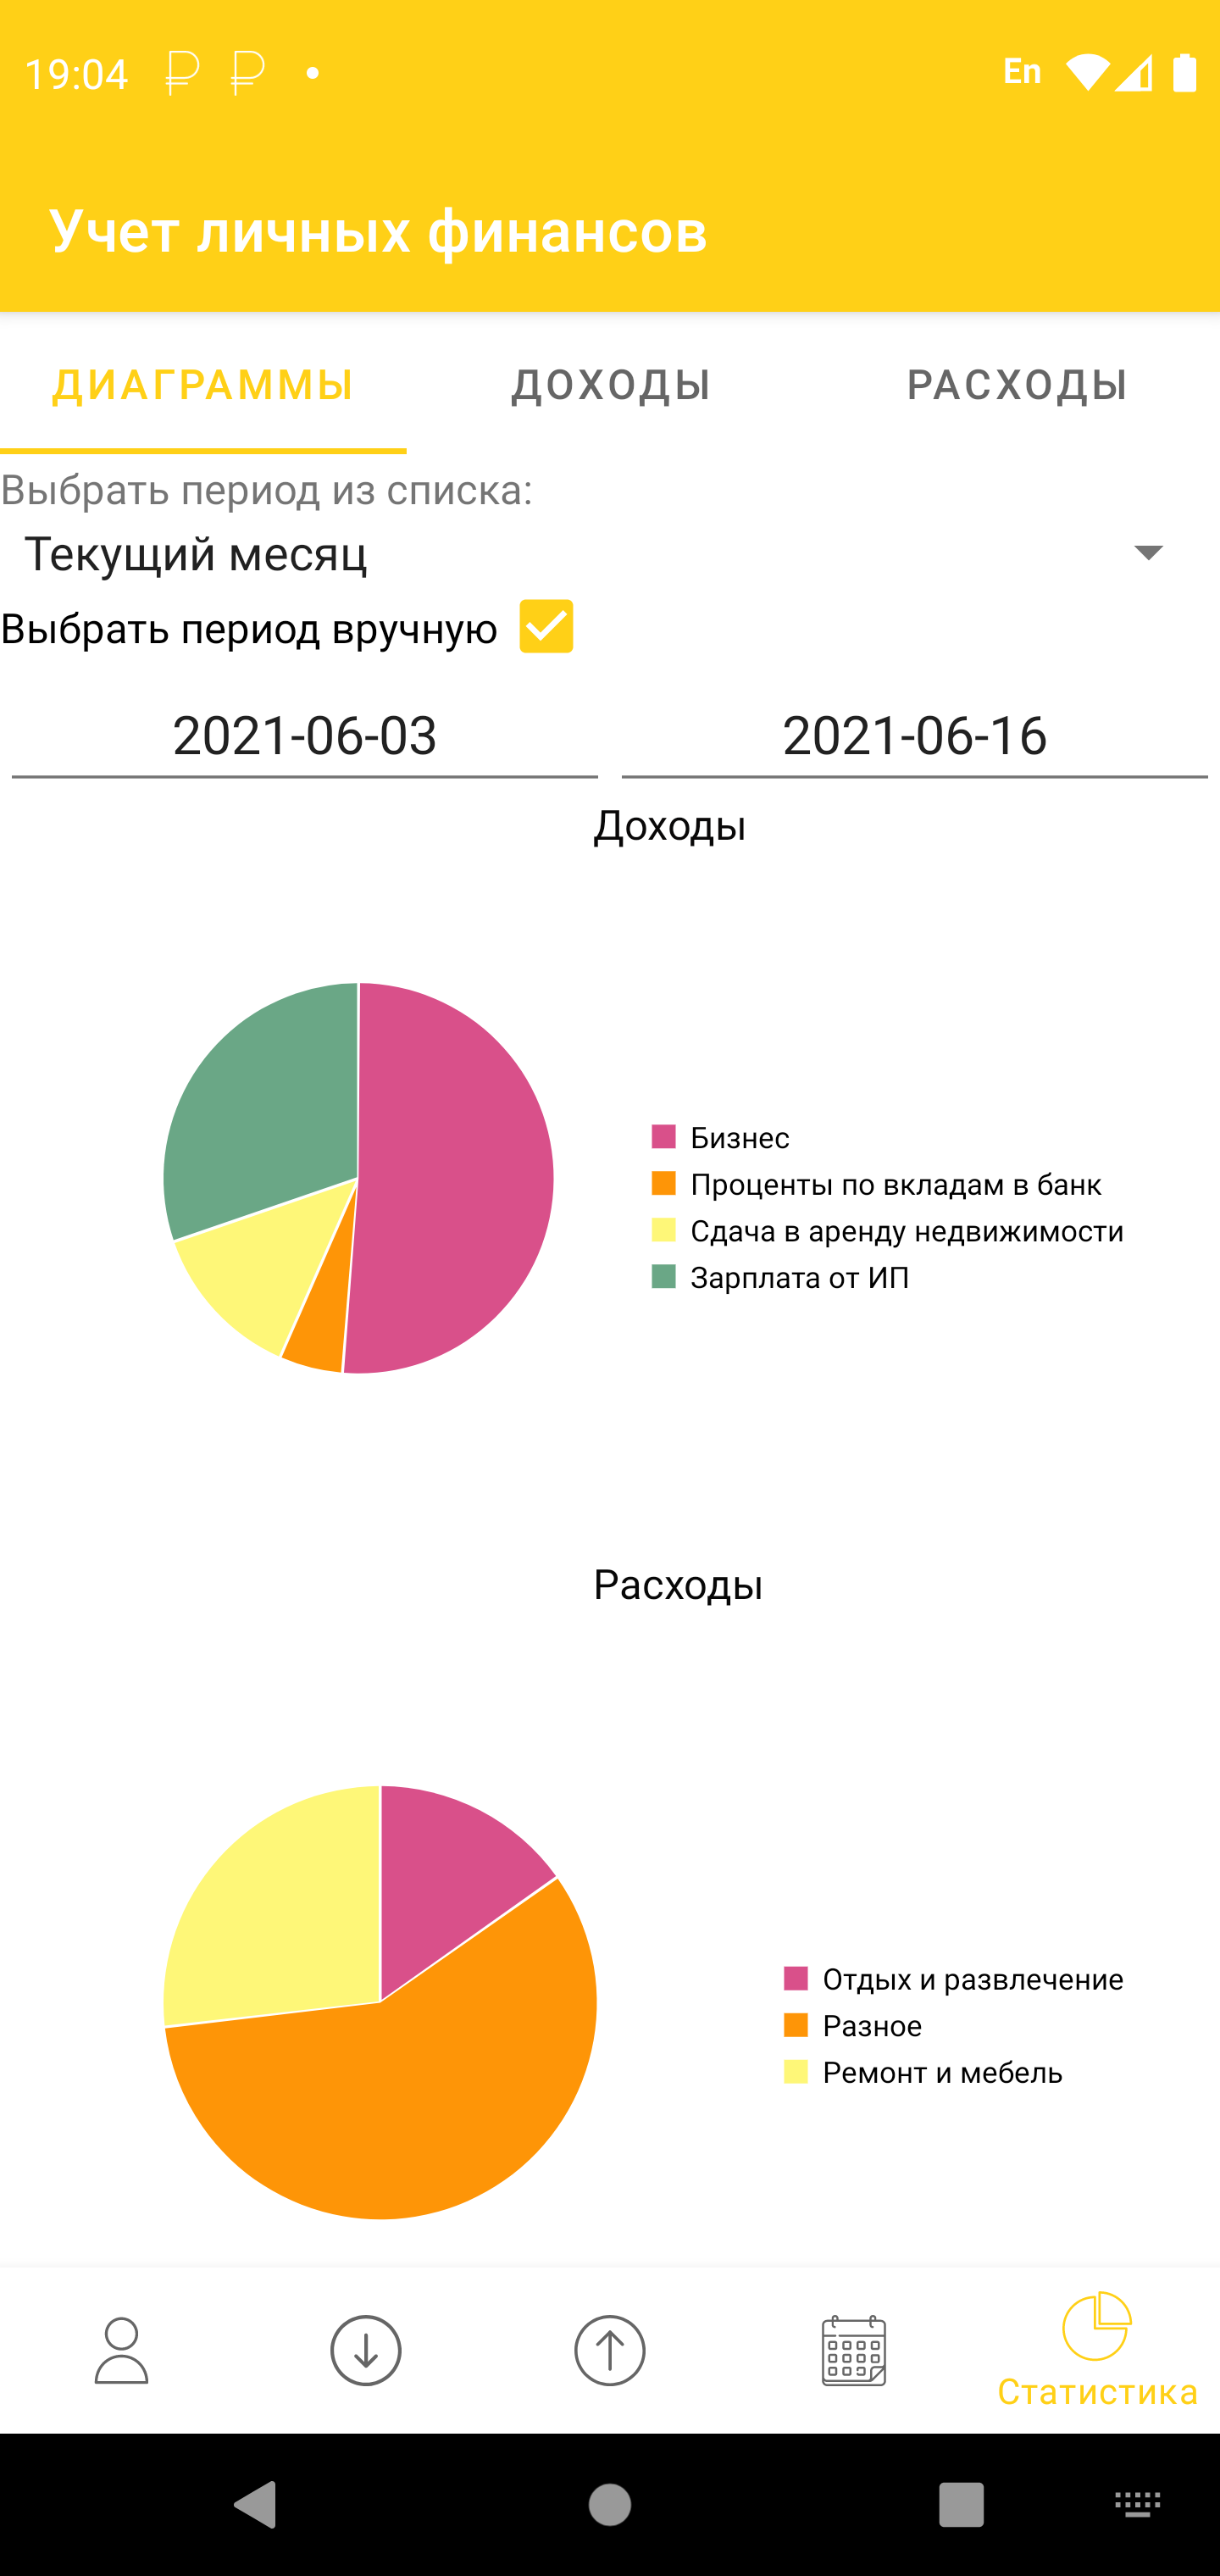 19:04
En
Учет личных финансов
ДИАГРАММЫ ДОХОДЫ РАСХОДЫ
Выбрать период из списка:
Текущий месяц
Выбрать период вручную
2021-06-03 2021-06-16
Доходы
Бизнес
Проценты по вкладам в банк
Сдача в аренду недвижимости
Зарплата от ИП
Расходы
Отдых и развлечение
Разное
Ремонт и мебель
Статистика